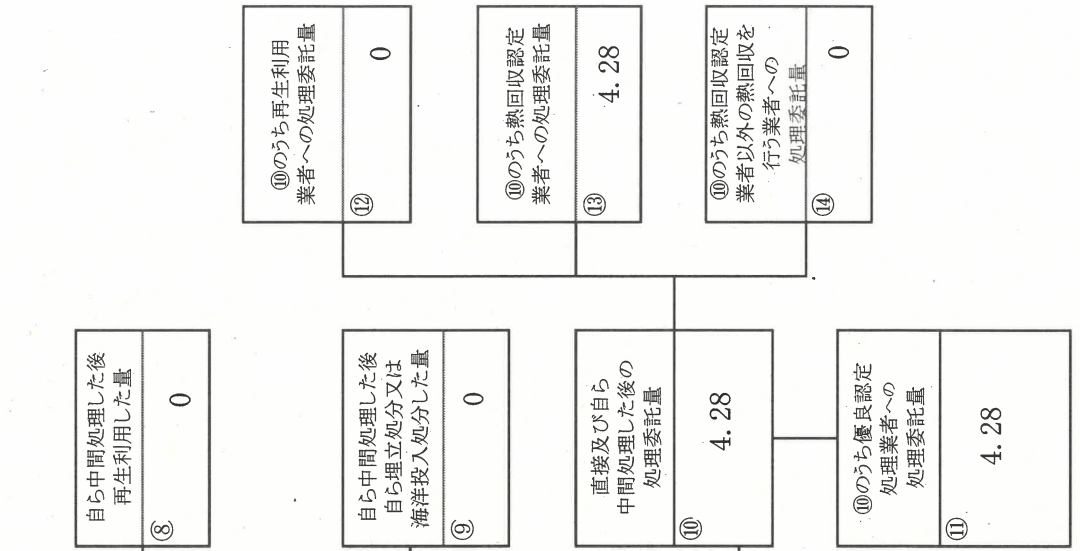 自ら中間処理した後
再生利用した量
⑧
0
自ら中間処理した後
自ら埋立処分又は
海洋投入処分した量
⑨
0
直接及び自ら
中間処理した後の
処理委託量
⑩
4.28
⑩のうち優良認定
処理業者への
処理委託量
⑪
4.28
⑩のうち再生利用
業者への処理委託量
⑫
0
⑩のうち熱回収認定
業者への処理委託量
⑬
4.28
⑩のうち熱回収認定
業者以外の熱回収を
行う業者への
処理委託量
⑭
0